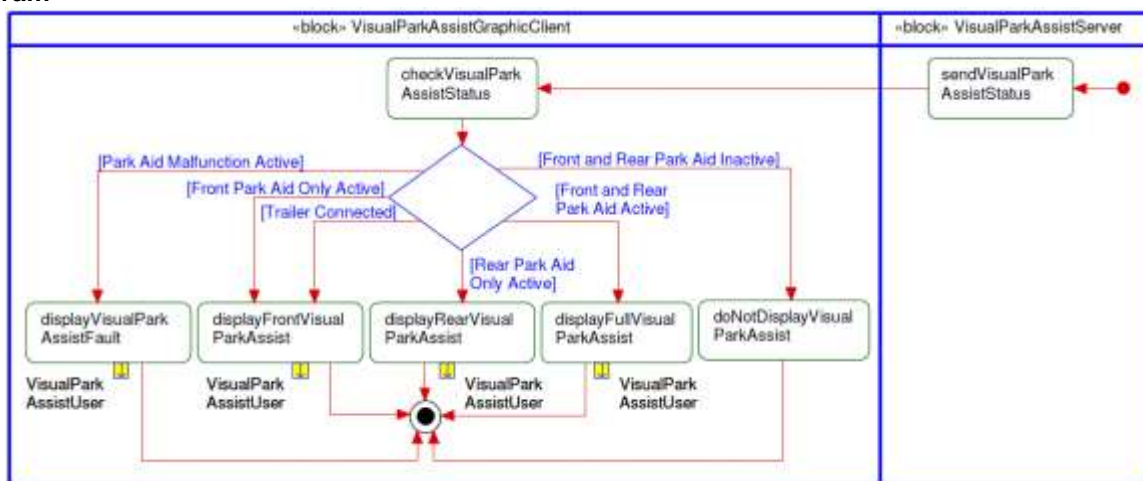 «block» VisualParkAssistGraphicClient
«block» VisualParkAssistServer
checkVisualPark
AssistStatus
sendVisualPark
AssistStatus
[Park Aid Malfunction Active]
[Front and Rear Park Aid Inactive]
[Front Park Aid Only Active]
[Front and Rear
Park Aid Active]
[Trailer Connected]
[Rear Park Aid
Only Active]
displayVisualPark
AssistFault
displayFrontVisual
ParkAssist
displayRearVisual
ParkAssist
displayFullVisual
ParkAssist
doNotDisplayVisual
ParkAssist
VisualPark
AssistUser
VisualPark
AssistUser
VisualPark
AssistUser
VisualPark
AssistUser